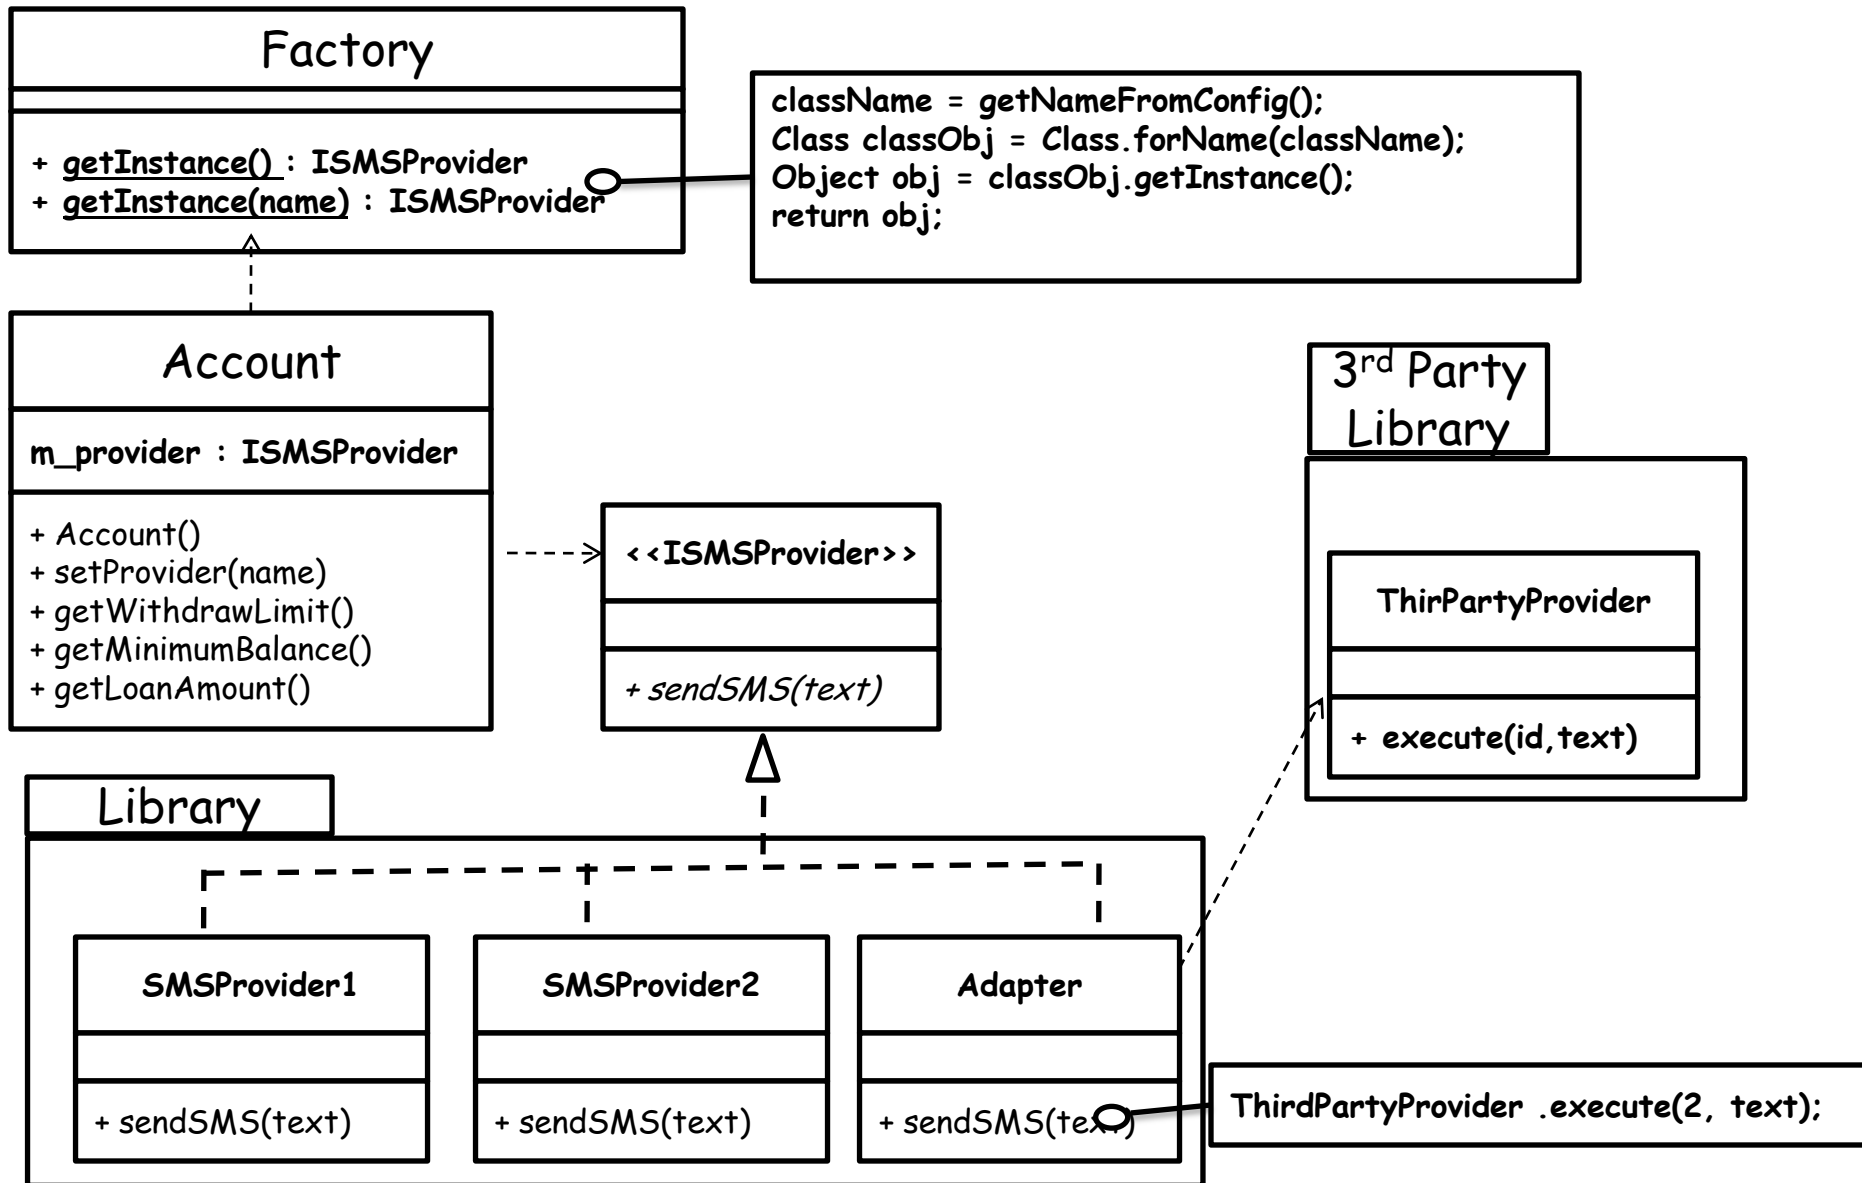 Factory
+ getInstance() : ISMSProvider
+ getInstance(name) : ISMSProvider
className = getNameFromConfig();
Class classObj = Class.forName(className);
Object obj = classObj.getInstance();
return obj;
Account
m_provider : ISMSProvider
+ Account()
+ setProvider(name)
+ getWithdrawLimit()
+ getMinimumBalance()
+ getLoanAmount()
<<ISMSProvider>>
+ sendSMS(text)
3rd Party
Library
ThirPartyProvider
+ execute(id,text)
Library
SMSProvider1
+ sendSMS(text)
SMSProvider2
+ sendSMS(text)
Adapter
+ sendSMS(text)
ThirdPartyProvider .execute(2, text);